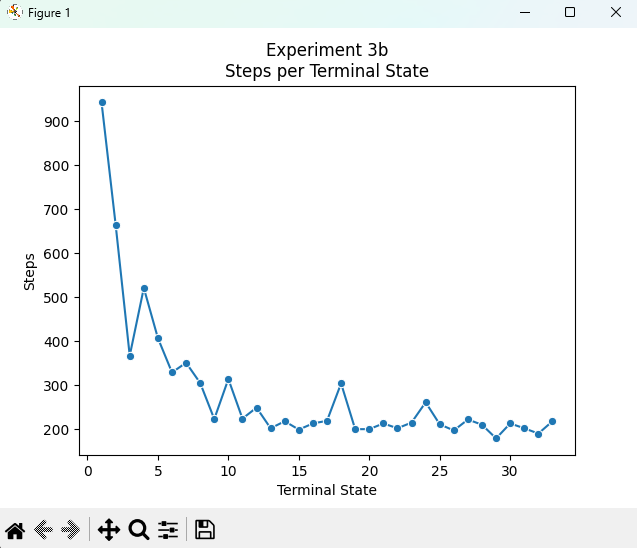 Figure 1
Experiment 3b
Steps per Terminal State
900
800
700
600
500
400
300
200
Steps
0 5 10 15 20 25 30
Terminal State